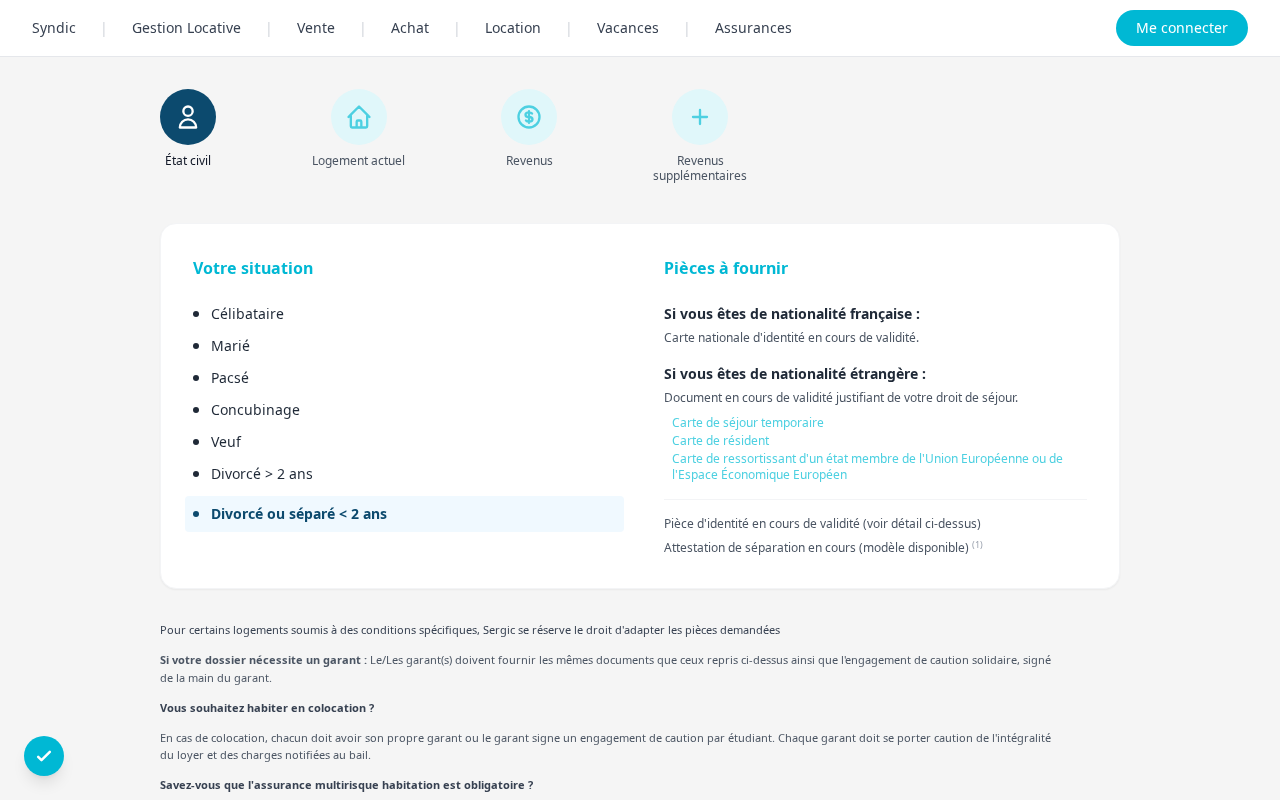 Syndic | Gestion Locative | Vente | Achat | Location | Vacances | Assurances
Me connecter
État civil
Logement actuel
Revenus
Revenus
supplémentaires
Votre situation
Célibataire
Marié
Pacsé
Concubinage
Veuf
Divorcé > 2 ans
Divorcé ou séparé < 2 ans
Pièces à fournir
Si vous êtes de nationalité française :
Carte nationale d'identité en cours de validité.
Si vous êtes de nationalité étrangère :
Document en cours de validité justifiant de votre droit de séjour.
Carte de séjour temporaire
Carte de résident
Carte de ressortissant d'un état membre de l'Union Européenne ou de
l'Espace Économique Européen
Pièce d'identité en cours de validité (voir détail ci-dessus)
Attestation de séparation en cours (modèle disponible) (1)
Pour certains logements soumis à des conditions spécifiques, Sergic se réserve le droit d'adapter les pièces demandées
Si votre dossier nécessite un garant : Le/Les garant(s) doivent fournir les mêmes documents que ceux repris ci-dessus ainsi que l'engagement de caution solidaire, signé
de la main du garant.
Vous souhaitez habiter en colocation ?
En cas de colocation, chacun doit avoir son propre garant ou le garant signe un engagement de caution par étudiant. Chaque garant doit se porter caution de l'intégralité
du loyer et des charges notifiées au bail.
Savez-vous que l'assurance multirisque habitation est obligatoire ?